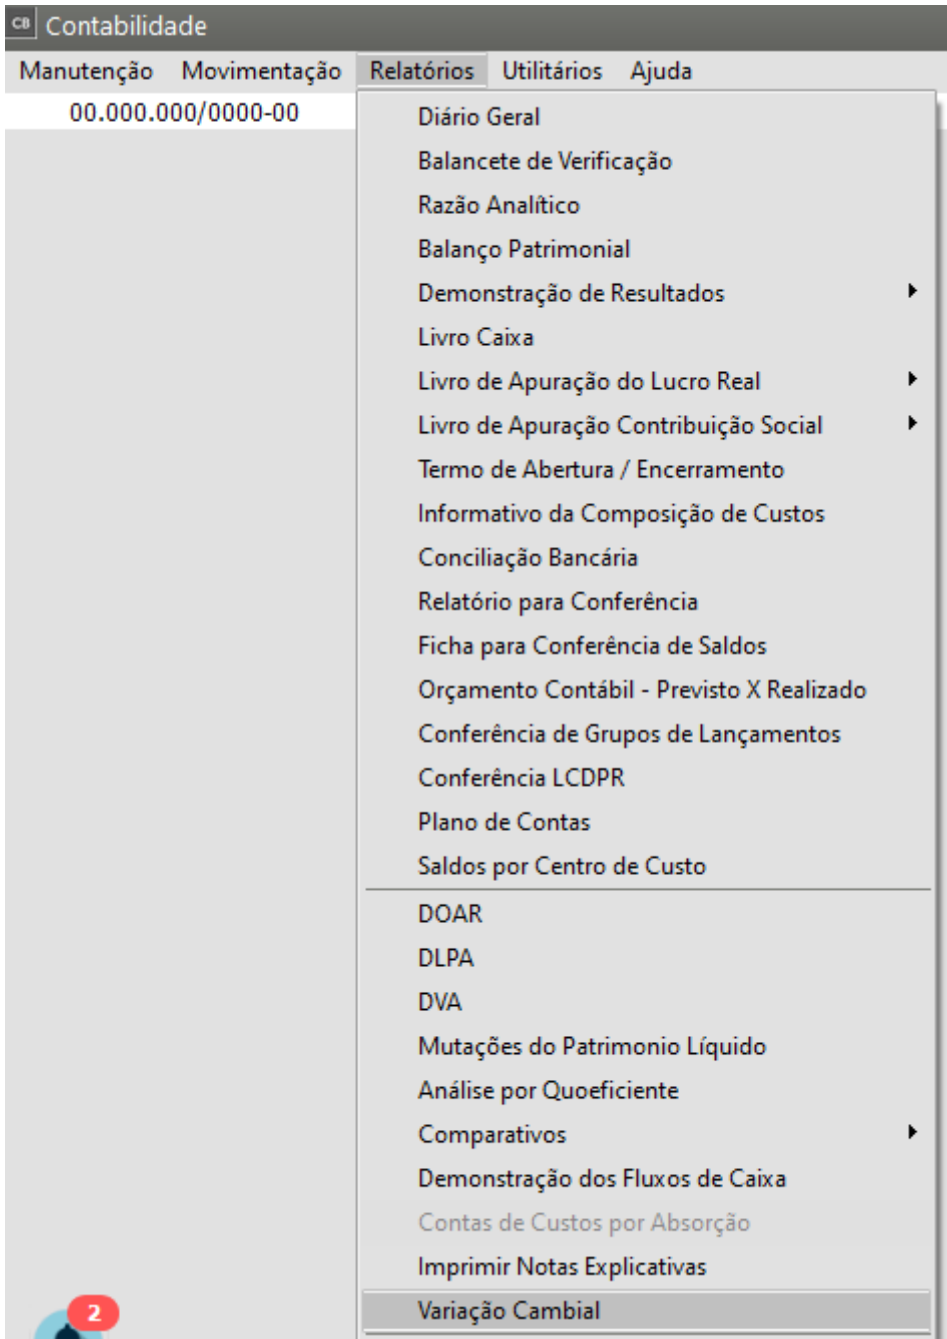 CB Contabilidade
Manutenção Movimentação Relatórios Utilitários Ajuda
00.000.000/0000-00
Diário Geral
Balancete de Verificação
Razão Analítico
Balanço Patrimonial
Demonstração de Resultados
Livro Caixa
Livro de Apuração do Lucro Real
Livro de Apuração Contribuição Social
Termo de Abertura / Encerramento
Informativo da Composição de Custos
Conciliação Bancária
Relatório para Conferência
Ficha para Conferência de Saldos
Orçamento Contábil - Previsto X Realizado
Conferência de Grupos de Lançamentos
Conferência LCDPR
Plano de Contas
Saldos por Centro de Custo
DOAR
DLPA
DVA
Mutações do Patrimonio Líquido
Análise por Quoeficiente
Comparativos
Demonstração dos Fluxos de Caixa
Contas de Custos por Absorção
Imprimir Notas Explicativas
Variação Cambial
2